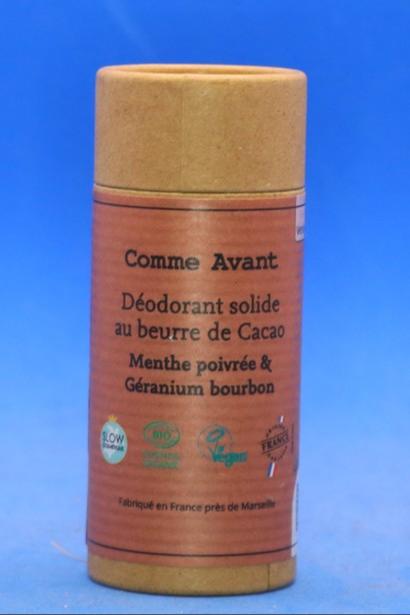 Comme Avant
Déodorant solide
au beurre de Cacao
Menthe poivrée &
Géranium bourbon
SLOW
BIO
vegan
FRANCE
Fabriqué en France près de Marseille